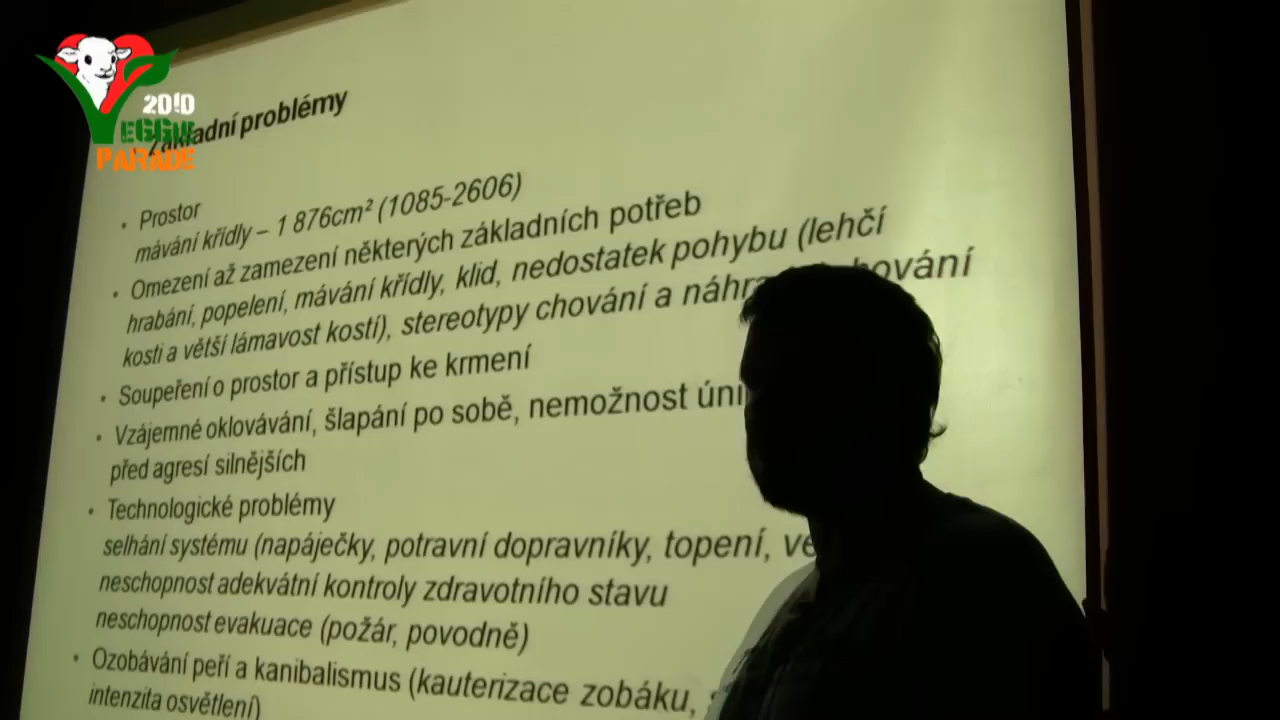 2010
VEGGIE
PARADE
Základní problémy
• Prostor
mávání křídly – 1 876cm² (1085-2606)
• Omezení až zamezení některých základních potřeb
hrabání, popelení, mávání křídly, klid, nedostatek pohybu (lehčí
kosti a větší lámavost kostí), stereotypy chování a
• Soupeření o prostor a přístup ke krmení
• Vzájemné oklovávání, šlapání po sobě, nemožnost
před agresí silnějších
• Technologické problémy
selhání systému (napáječky, potravní dopravníky, topení,
neschopnost adekvátní kontroly zdravotního stavu
neschopnost evakuace (požár, povodně)
• Ozobávání peří a kanibalismus (kauterizace zobáku,
intenzita osvětlení)